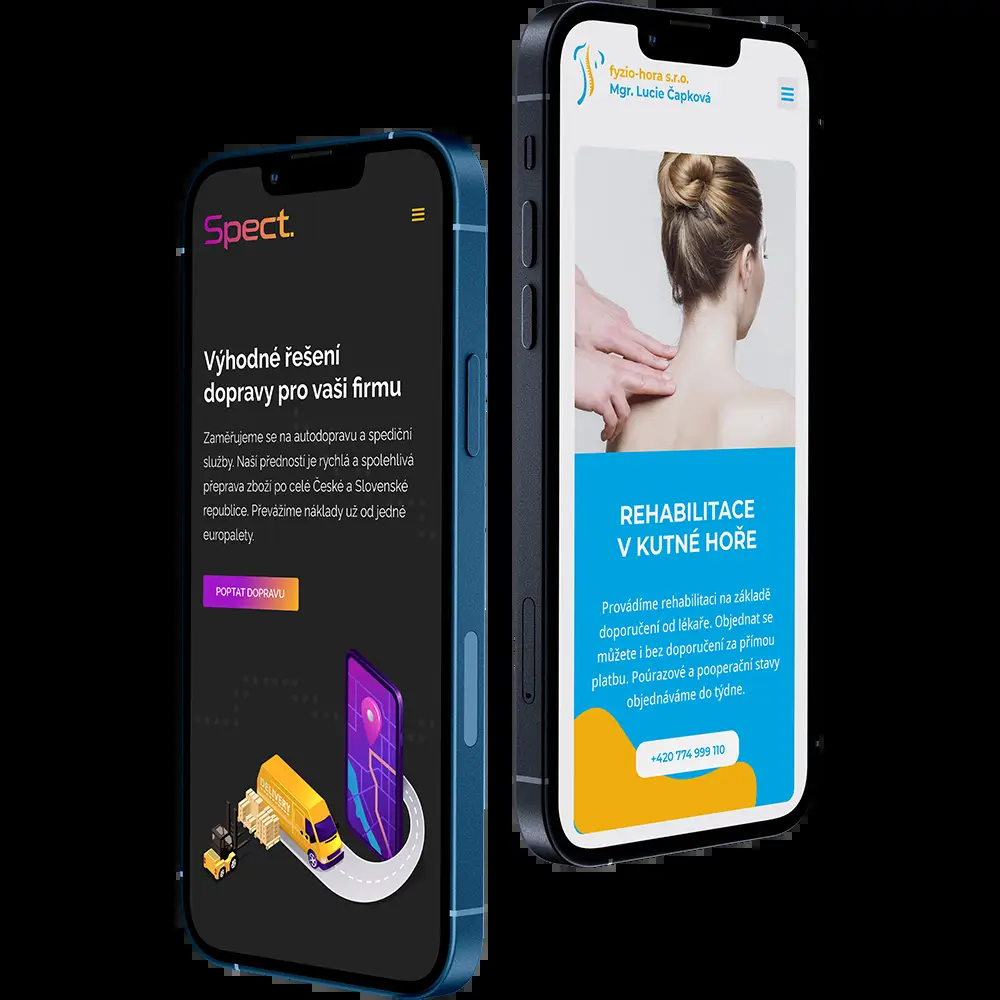 Spect.
Výhodné řešení
dopravy pro vaši firmu
Zaměřujeme se na autodopravu a spediční
služby. Naší předností je rychlá a spolehlivá
přeprava zboží po celé České a Slovenské
republice. Převážíme náklady už od jedné
europalety.
POPTAT DOPRAVU
DELIVERY
fyzio-hora s.r.o.
Mgr. Lucie Čapková
REHABILITACE
V KUTNÉ HOŘE
Provádíme rehabilitaci na základě
doporučení od lékaře. Objednat se
můžete i bez doporučení za přímou
platbu. Poúrazové a pooperační stavy
objednáváme do týdne.
+420 774 999 110